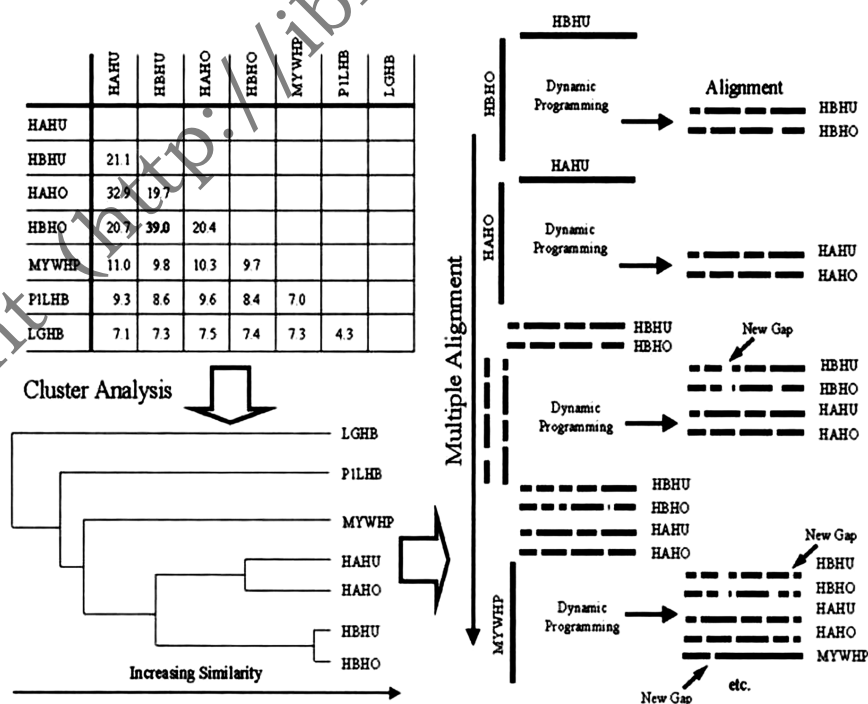 HAHU HBHU HAHO HBHO MYWHP P1LHB LGHB
HAHU
HBHU 21.1
HAHO 32.9 19.7
HBHO 20.7 39.0 20.4
MYWHP 11.0 9.8 10.3 9.7
P1LHB 9.3 8.6 9.6 8.4 7.0
LGHB 7.1 7.3 7.5 7.4 7.3 4.3
Cluster Analysis
LGHB
P1LHB
MYWHP
HAHU
HAHO
HBHU
HBHO
Increasing Similarity
Multiple Alignment
HBHU
HBHO
Dynamic
Programming
Alignment
HBHU
HBHO
HAHU
HAHO
Dynamic
Programming
HAHU
HAHO
HBHU
HBHO
Dynamic
Programming
New Gap
HBHU
HBHO
HAHU
HAHO
HBHU
HBHO
HAHU
HAHO
MYWHP
Dynamic
Programming
New Gap
HBHU
HBHO
HAHU
HAHO
MYWHP
New Gap
etc.
(http://ib